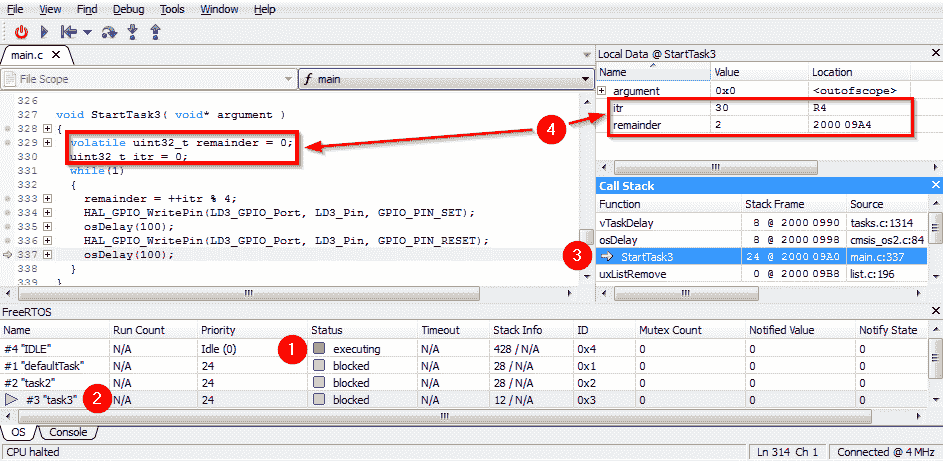 File View Find Debug Tools Window Help
main.c
File Scope
f main
326
327 void StartTask3( void* argument )
328 {
329 volatile uint32_t remainder = 0;
330 uint32_t itr = 0;
331 while(1)
332 {
333 remainder = ++itr % 4;
334 HAL_GPIO_WritePin(LD3_GPIO_Port, LD3_Pin, GPIO_PIN_SET);
335 osDelay(100);
336 HAL_GPIO_WritePin(LD3_GPIO_Port, LD3_Pin, GPIO_PIN_RESET);
337 osDelay(100);
338 }
339 }
4
Local Data @ StartTask3
Name Value Location
argument 0x0 <outofscope>
itr 30 R4
remainder 2 2000 09A4
Call Stack
Function Stack Frame Source
vTaskDelay 8 @ 2000 0990 tasks.c:1314
osDelay 8 @ 2000 0998 cmsis_os2.c:84
3 StartTask3 24 @ 2000 09A0 main.c:337
uxListRemove 0 @ 2000 09B8 list.c:196
FreeRTOS
Name Run Count Priority Status Timeout Stack Info ID Mutex Count Notified Value Notify State
#4 "IDLE" N/A Idle (0) 1 executing N/A 428 / N/A 0x4 0 0 0
#1 "defaultTask" N/A 24 blocked N/A 28 / N/A 0x1 0 0 0
#2 "task2" N/A 24 blocked N/A 28 / N/A 0x2 0 0 0
#3 "task3" 2 N/A 24 blocked N/A 12 / N/A 0x3 0 0 0
OS Console
CPU halted Ln 314 Ch 1 Connected @ 4 MHz